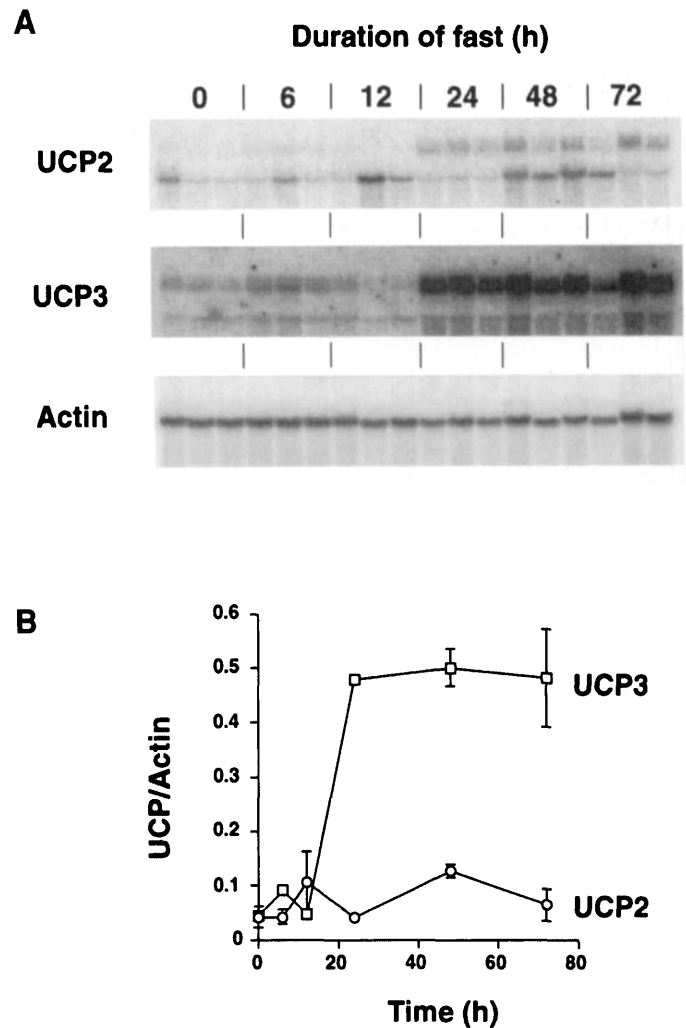 A
Duration of fast (h)
0 | 6 | 12 | 24 | 48 | 72
UCP2
UCP3
Actin
B
0.6
0.5
0.4
0.3
0.2
0.1
0
UCP/Actin
UCP3
UCP2
0 20 40 60 80
Time (h)